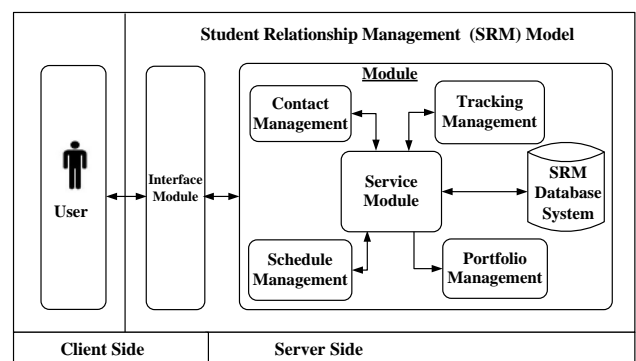 Student Relationship Management (SRM) Model
Module
Contact
Management
Tracking
Management
User
Interface
Module
Service
Module
SRM
Database
System
Schedule
Management
Portfolio
Management
Client Side
Server Side